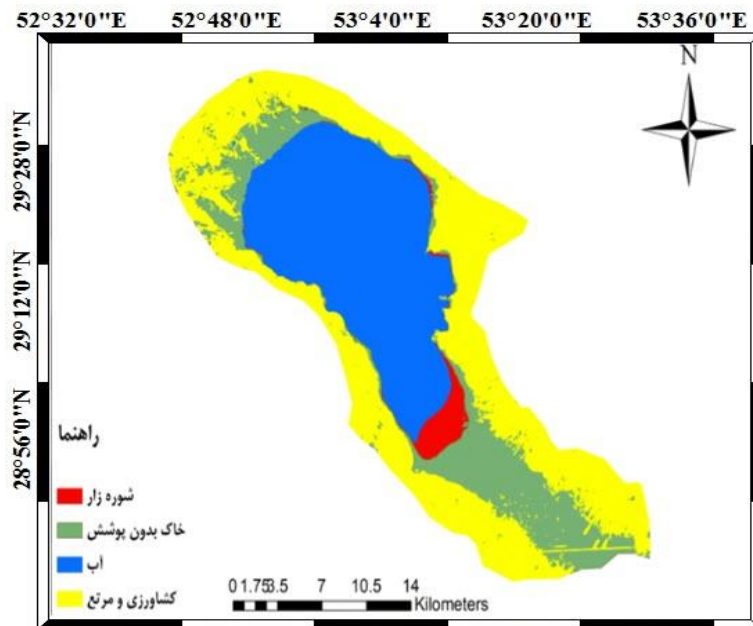 52°32'0"E 52°48'0"E 53°4'0"E 53°20'0"E 53°36'0"E
N
29°28'0"N
29°12'0"N
28°56'0"N
راهنما
شوره زار
خاک بدون پوشش
آب
کشاورزی و مرتع
0 1.75 3.5 7 10.5 14
Kilometers